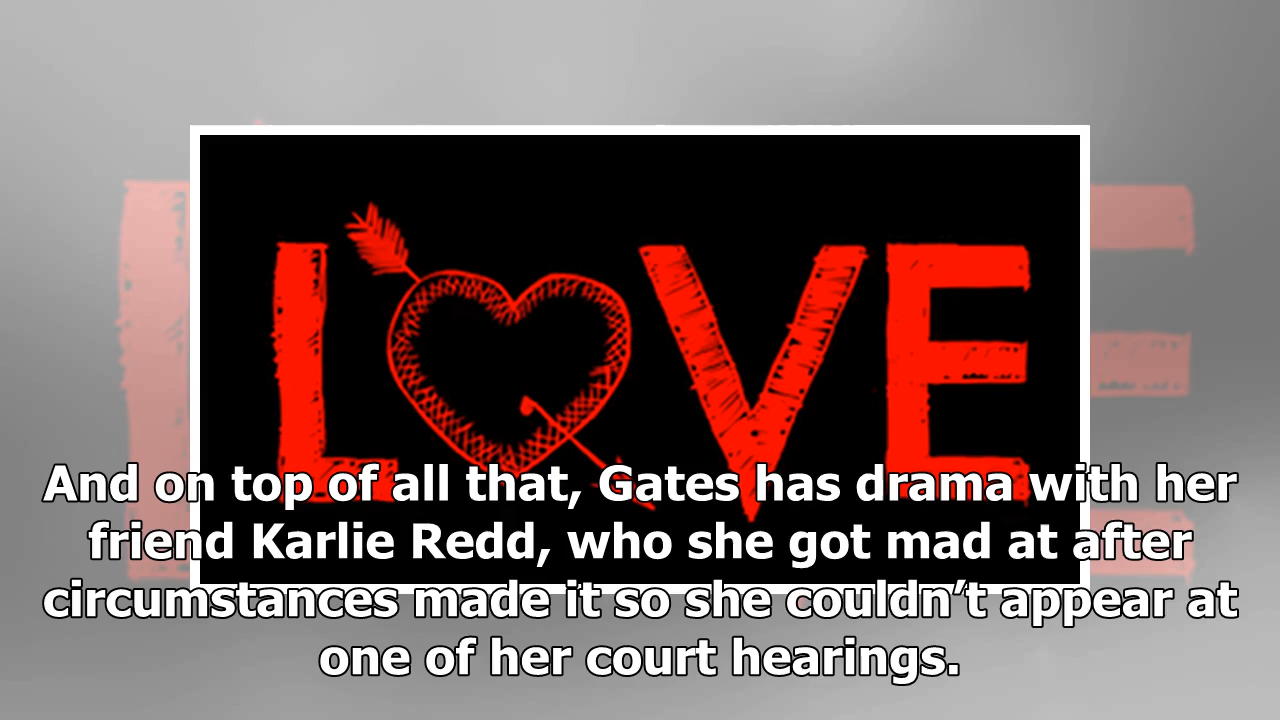 LOVE
And on top of all that, Gates has drama with her
friend Karlie Redd, who she got mad at after
circumstances made it so she couldn’t appear at
one of her court hearings.